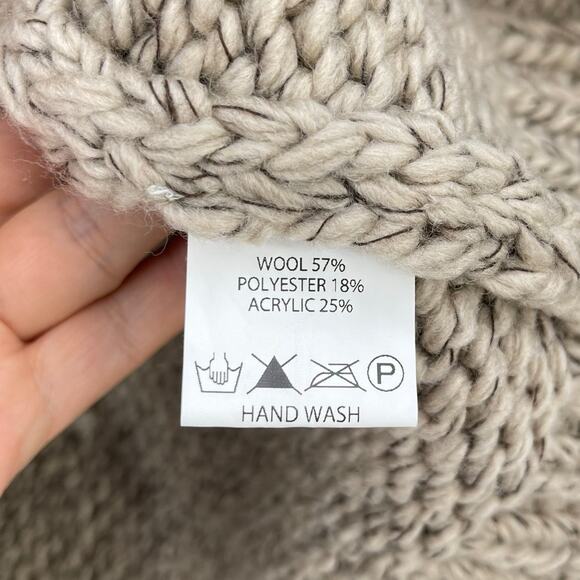 WOOL 57%
POLYESTER 18%
ACRYLIC 25%
P
HAND WASH